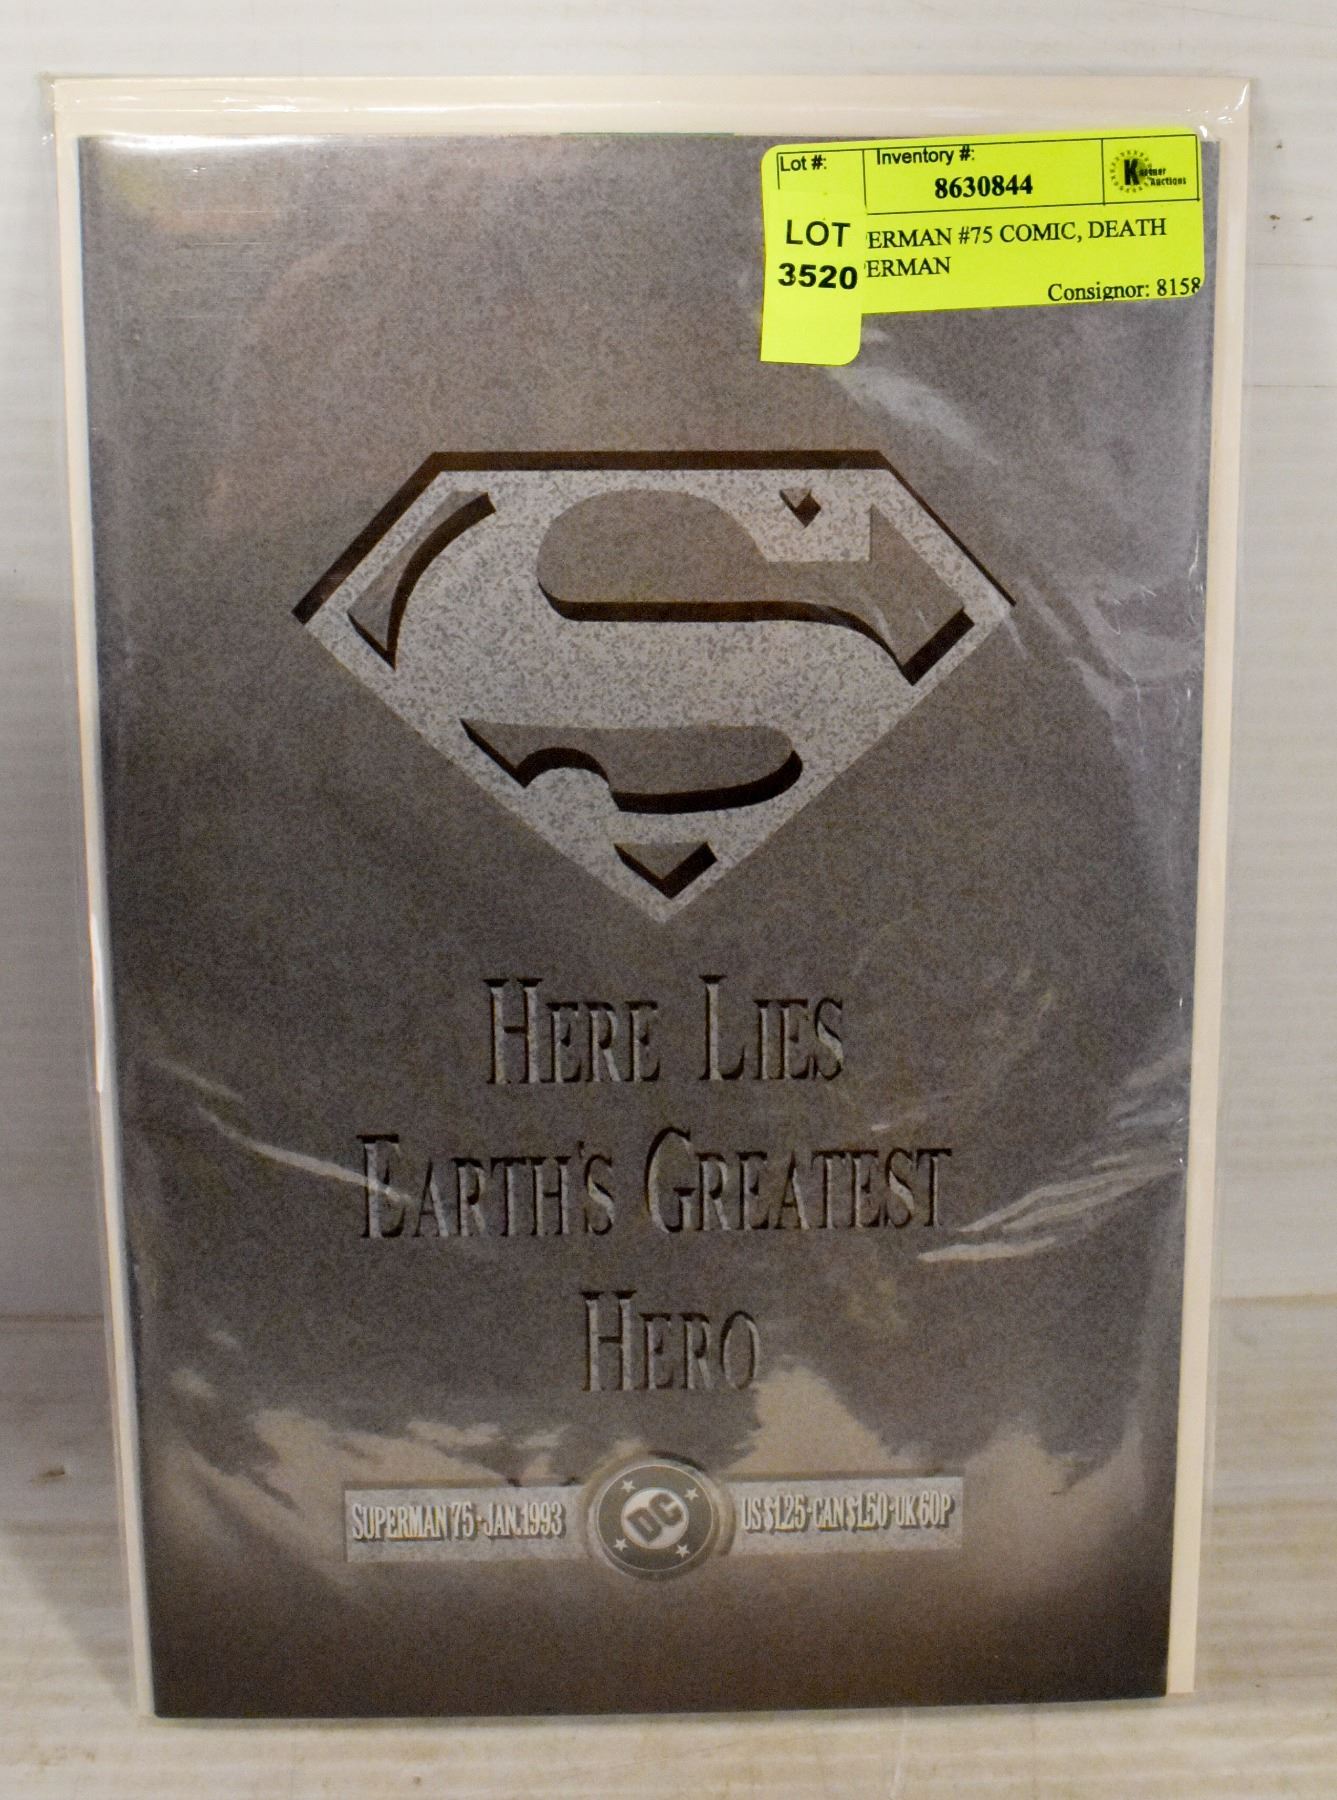 Lot #:
Inventory #:
8630844
LOT
3520
ERMAN #75 COMIC, DEATH
ERMAN
Consignor: 8158
Auctions
S
HERE LIES
EARTH'S GREATEST
HERO
SUPERMAN 75 · JAN. 1993
DC
US $1.25 · CAN $1.50 · UK 60P